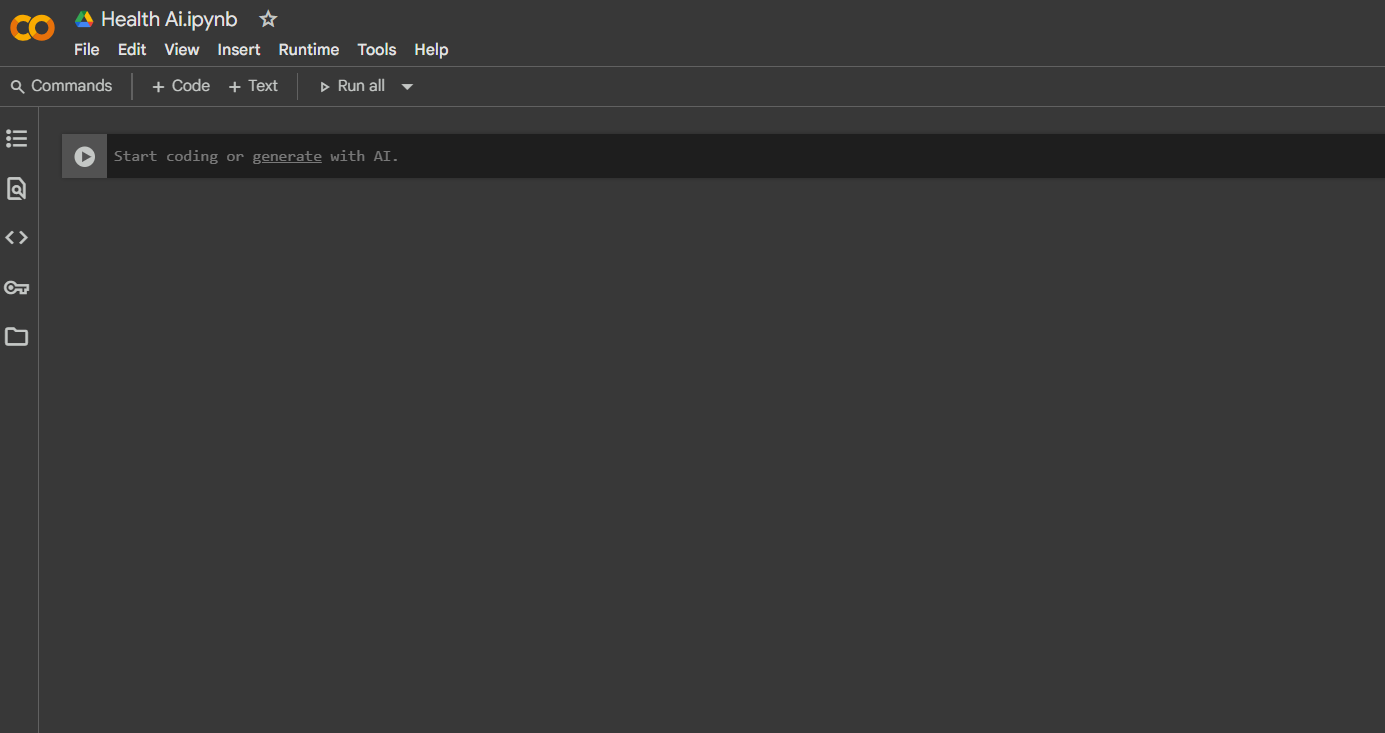 Health Ai.ipynb
File Edit View Insert Runtime Tools Help
Commands + Code + Text Run all
Start coding or generate with AI.